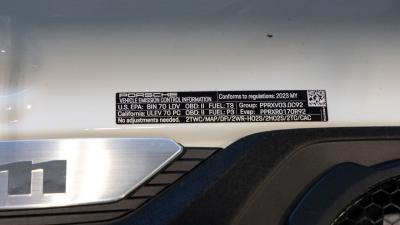 PORSCHE Conforms to regulations: 2023 MY
VEHICLE EMISSION CONTROL INFORMATION
U.S. EPA: BIN 70 LDV OBD: II FUEL: T3 Group: PPRXV03.0C92
California: ULEV 70 PC OBD: II FUEL: P3 Evap: PPRXR0170R92
No adjustments needed. 2TWC/MAP/DFI/2WR-HO2S/2HO2S/2TC/CAC
11